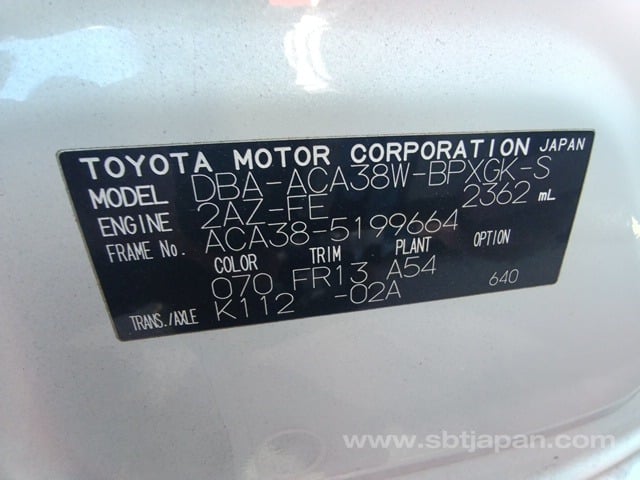 TOYOTA MOTOR CORPORATION JAPAN
MODEL DBA-ACA38W-BPXGK-S
ENGINE 2AZ-FE 2362 mL
FRAME No. ACA38-5199664
COLOR TRIM PLANT OPTION
070 FR13 A54 640
TRANS./AXLE K112 -02A
www.sbtjapan.com